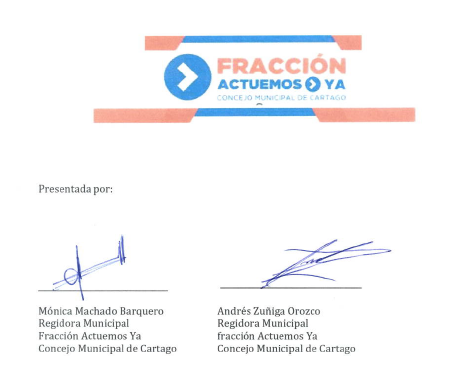 FRACCIÓN
ACTUEMOS YA
CONCEJO MUNICIPAL DE CARTAGO
Presentada por:
Mónica Machado Barquero
Regidora Municipal
Fracción Actuemos Ya
Concejo Municipal de Cartago
Andrés Zuñiga Orozco
Regidora Municipal
fracción Actuemos Ya
Concejo Municipal de Cartago